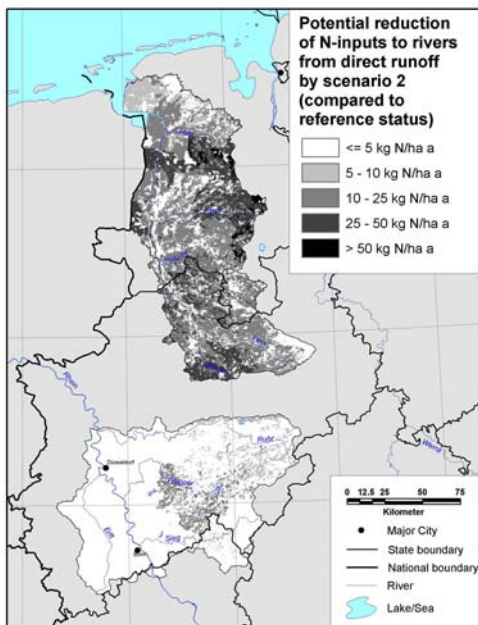 Potential reduction
of N-inputs to rivers
from direct runoff
by scenario 2
(compared to
reference status)
<= 5 kg N/ha a
5 - 10 kg N/ha a
10 - 25 kg N/ha a
25 - 50 kg N/ha a
> 50 kg N/ha a
Rhein
Ruhr
Düsseldorf
Wupper
Werra
Erft
Sieg
0 12.5 25 50 75
Kilometer
Major City
State boundary
National boundary
River
Lake/Sea